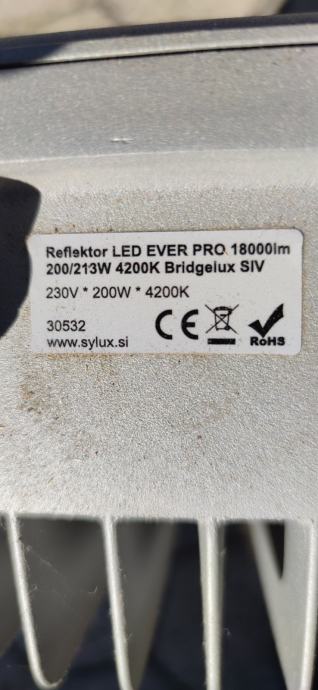 Reflektor LED EVER PRO 18000lm
200/213W 4200K Bridgelux SIV
230V * 200W * 4200K
30532
www.sylux.si
CE
RoHS